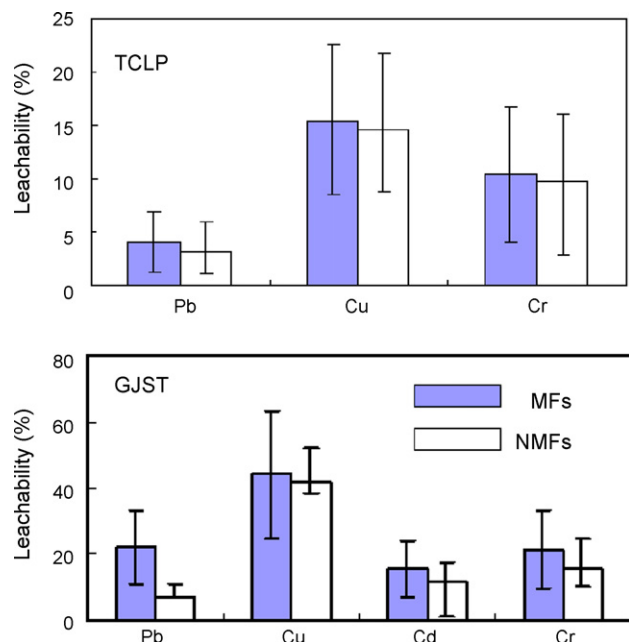 25
TCLP
20
15
10
5
0
Leachability (%)
Pb Cu Cr
80
GJST
60
MFs
NMFs
40
20
0
Leachability (%)
Pb Cu Cd Cr